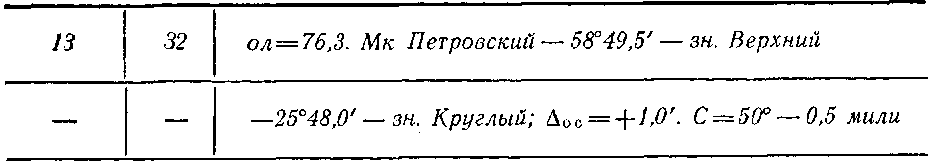 13 32 ол=76,3. Мк Петровский — 58°49,5′ — зн. Верхний
— — —25°48,0′ — зн. Круглый; Δос=+1,0′. С=50° — 0,5 мили